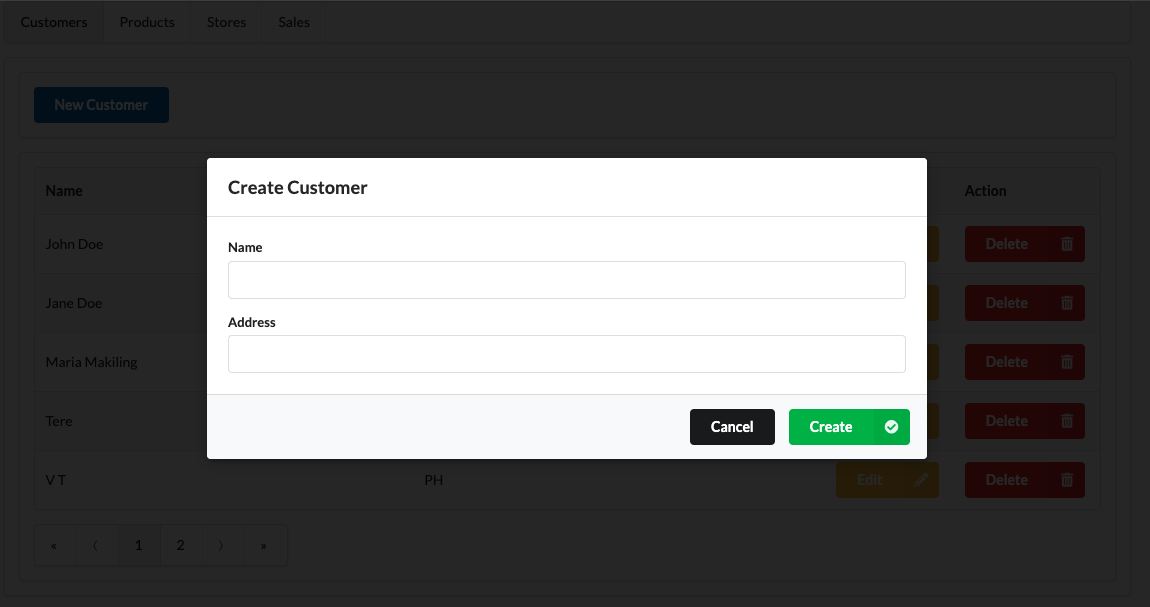 Customers Products Stores Sales
New Customer
Name Action
Create Customer
John Doe Delete
Name
Jane Doe Delete
Address
Maria Makiling Delete
Tere Delete
Cancel Create
V T PH Edit Delete
« 〈 1 2 〉 »